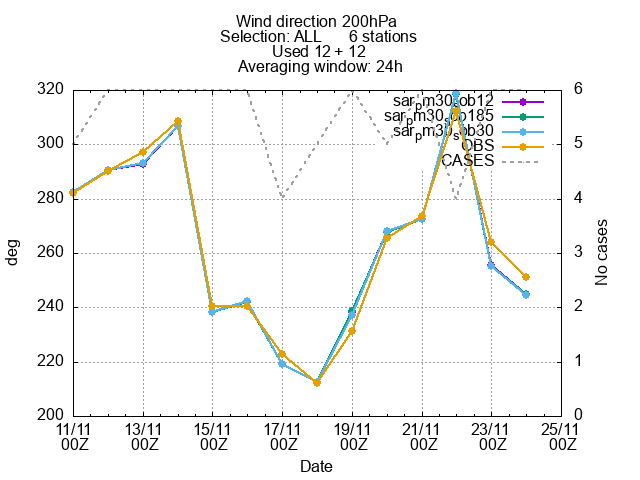 Wind direction 200hPa
Selection: ALL 6 stations
Used 12 + 12
Averaging window: 24h
320
300
280
260
240
220
200
deg
6
5
4
3
2
1
0
No cases
sar_pm30_sob12
sar_pm30_sob185
sar_pm30_sob30
OBS
CASES
11/11 13/11 15/11 17/11 19/11 21/11 23/11 25/11
00Z 00Z 00Z 00Z 00Z 00Z 00Z 00Z
Date